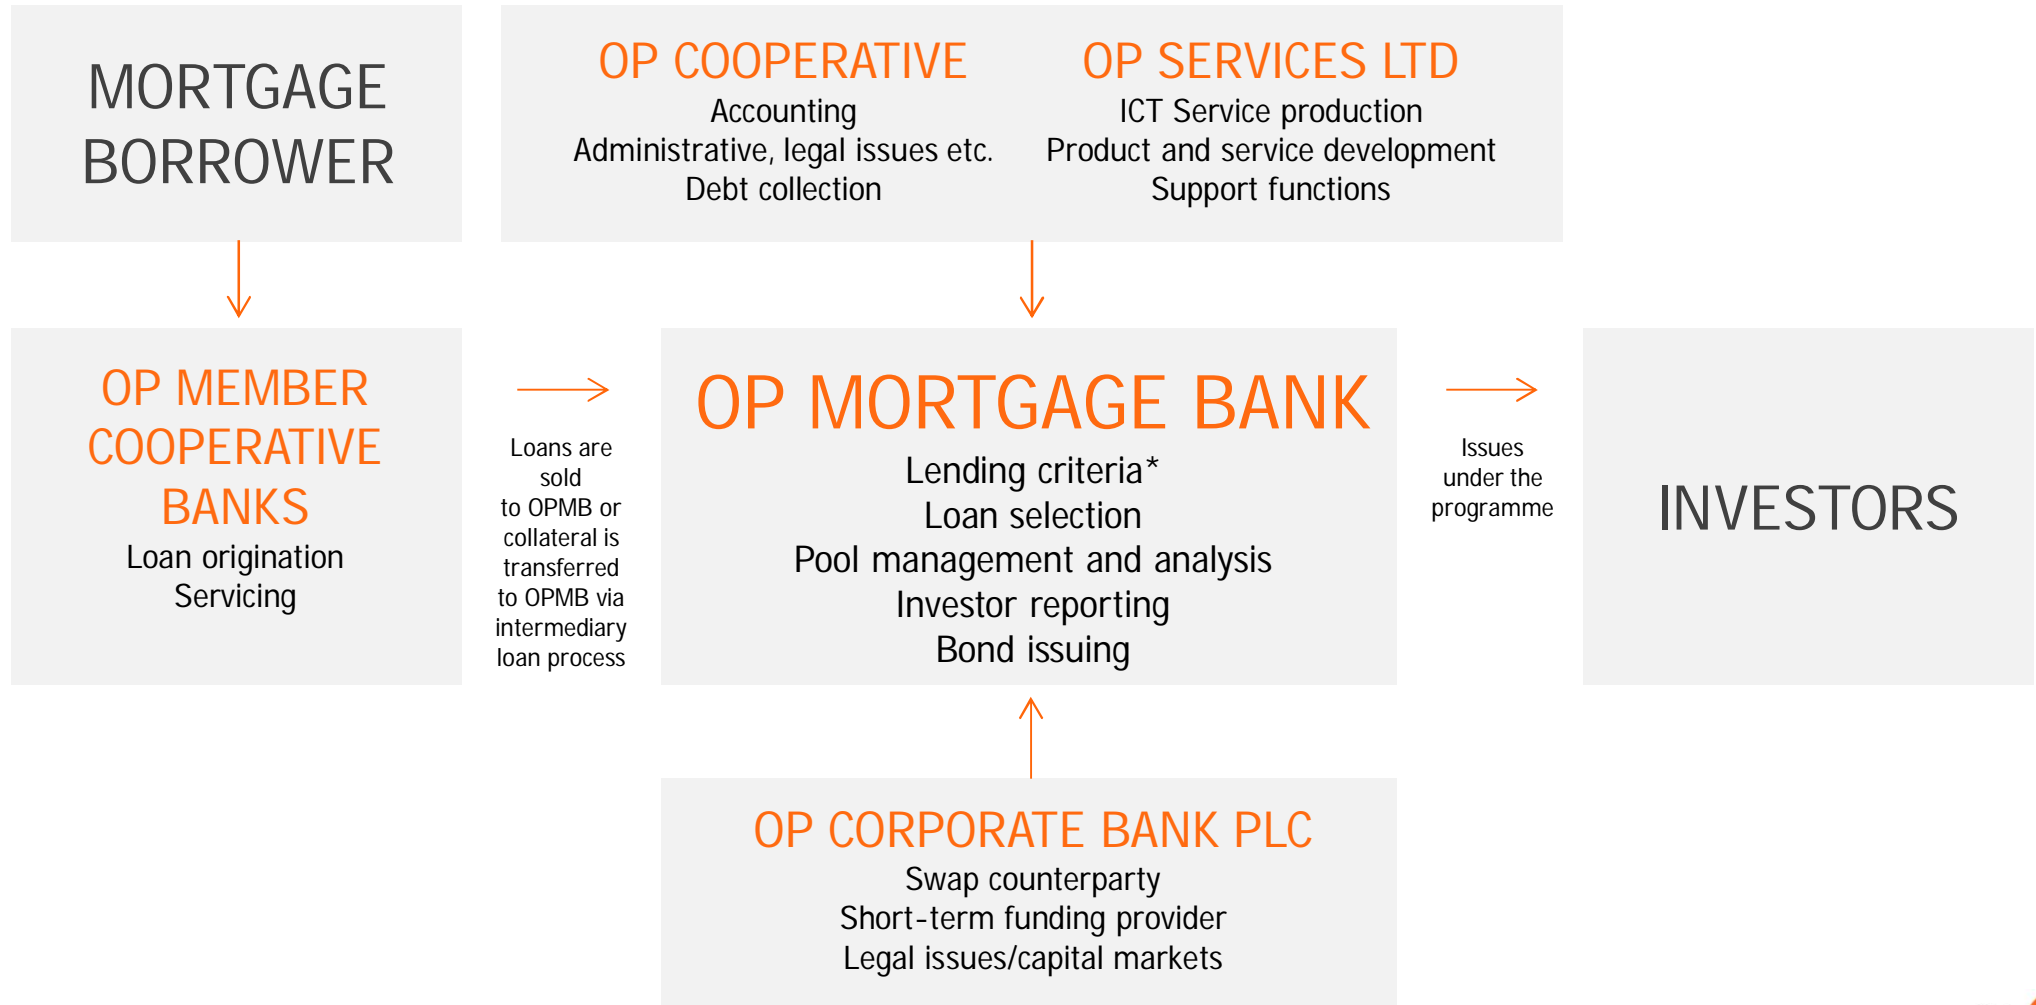 MORTGAGE
BORROWER
OP COOPERATIVE
Accounting
Administrative, legal issues etc.
Debt collection
OP SERVICES LTD
ICT Service production
Product and service development
Support functions
OP MEMBER
COOPERATIVE
BANKS
Loan origination
Servicing
Loans are
sold
to OPMB or
collateral is
transferred
to OPMB via
intermediary
loan process
OP MORTGAGE BANK
Lending criteria*
Loan selection
Pool management and analysis
Investor reporting
Bond issuing
Issues
under the
programme
INVESTORS
OP CORPORATE BANK PLC
Swap counterparty
Short-term funding provider
Legal issues/capital markets